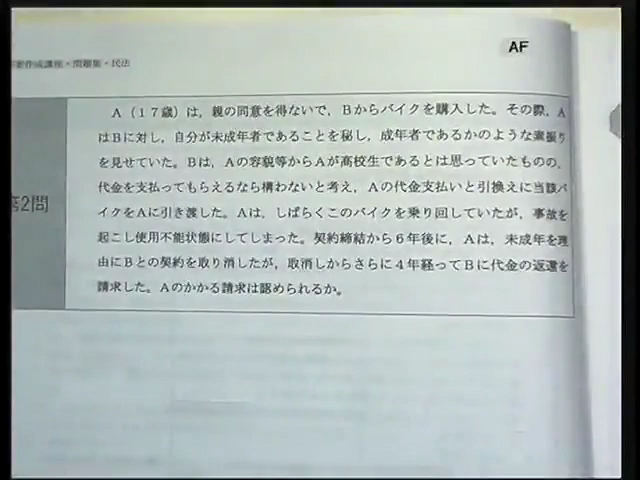 AF
作成講座・問題集・民法
A（１７歳）は，親の同意を得ないで，Bからバイクを購入した。その際，A
はBに対し，自分が未成年者であることを秘し，成年者であるかのような素振り
を見せていた。Bは，Aの容貌等からAが高校生であるとは思っていたものの，
代金を支払ってもらえるなら構わないと考え，Aの代金支払いと引換えに当該バ
第2問
イクをAに引き渡した。Aは，しばらくこのバイクを乗り回していたが，事故を
起こし使用不能状態にしてしまった。契約締結から６年後に，Aは，未成年を理
由にBとの契約を取り消したが，取消しからさらに４年経ってBに代金の返還を
請求した。Aのかかる請求は認められるか。